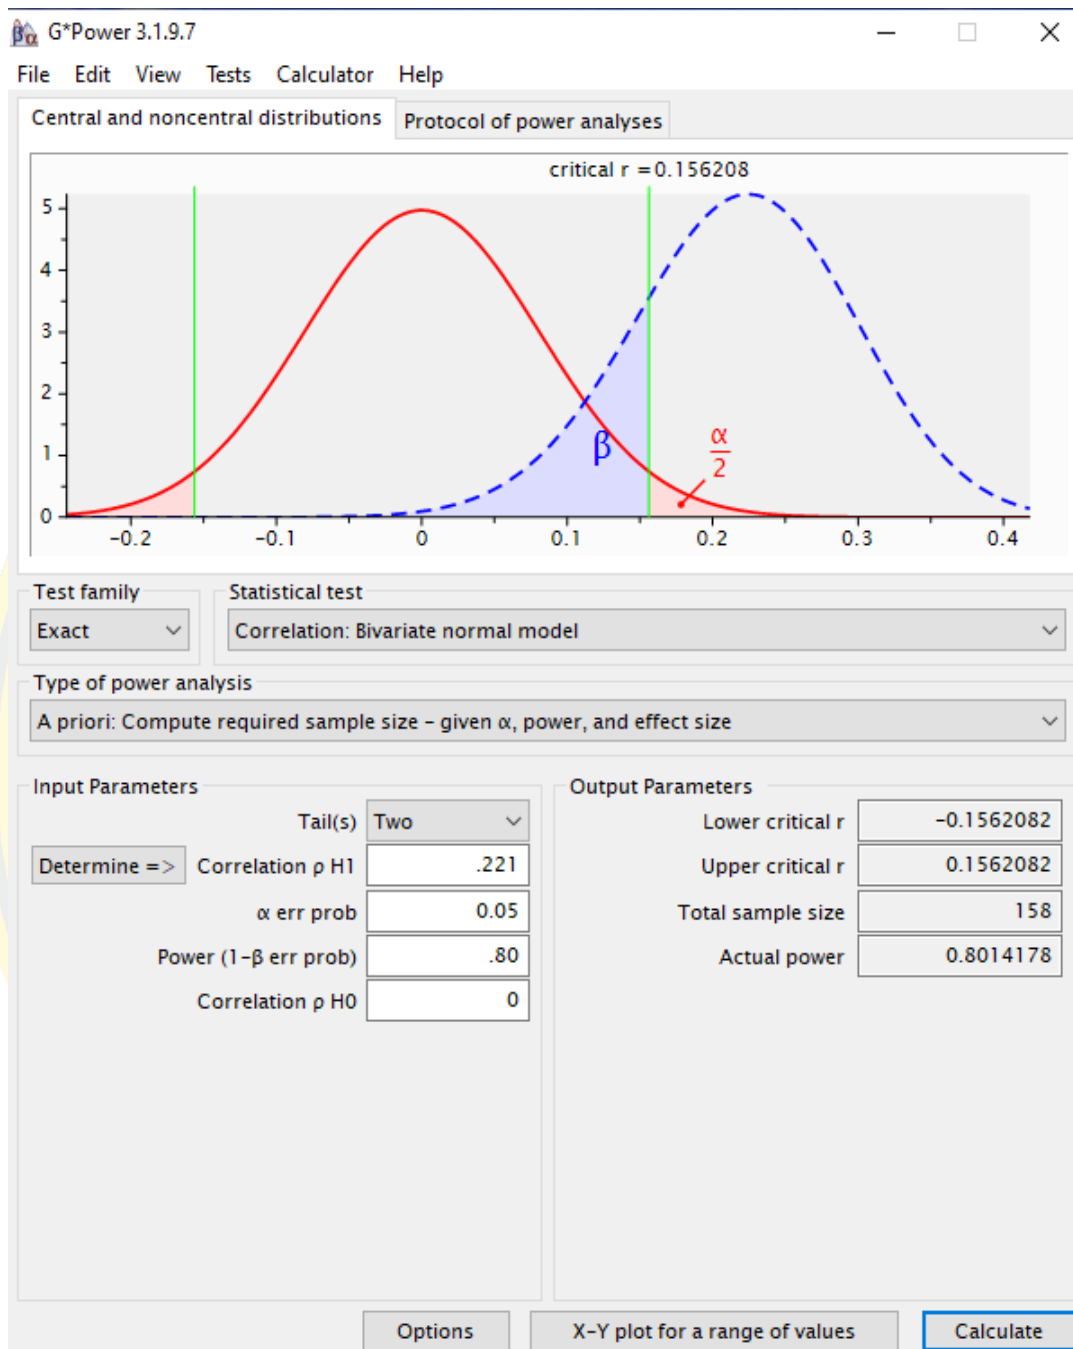 G*Power 3.1.9.7
File Edit View Tests Calculator Help
Central and noncentral distributions Protocol of power analyses
critical r = 0.156208
5
4
3
2
1
0
β
α
2
-0.2 -0.1 0 0.1 0.2 0.3 0.4
Test family Statistical test
Exact Correlation: Bivariate normal model
Type of power analysis
A priori: Compute required sample size – given α, power, and effect size
Input Parameters Output Parameters
Tail(s) Two Lower critical r -0.1562082
Determine => Correlation ρ H1 .221 Upper critical r 0.1562082
α err prob 0.05 Total sample size 158
Power (1-β err prob) .80 Actual power 0.8014178
Correlation ρ H0 0
Options X-Y plot for a range of values Calculate